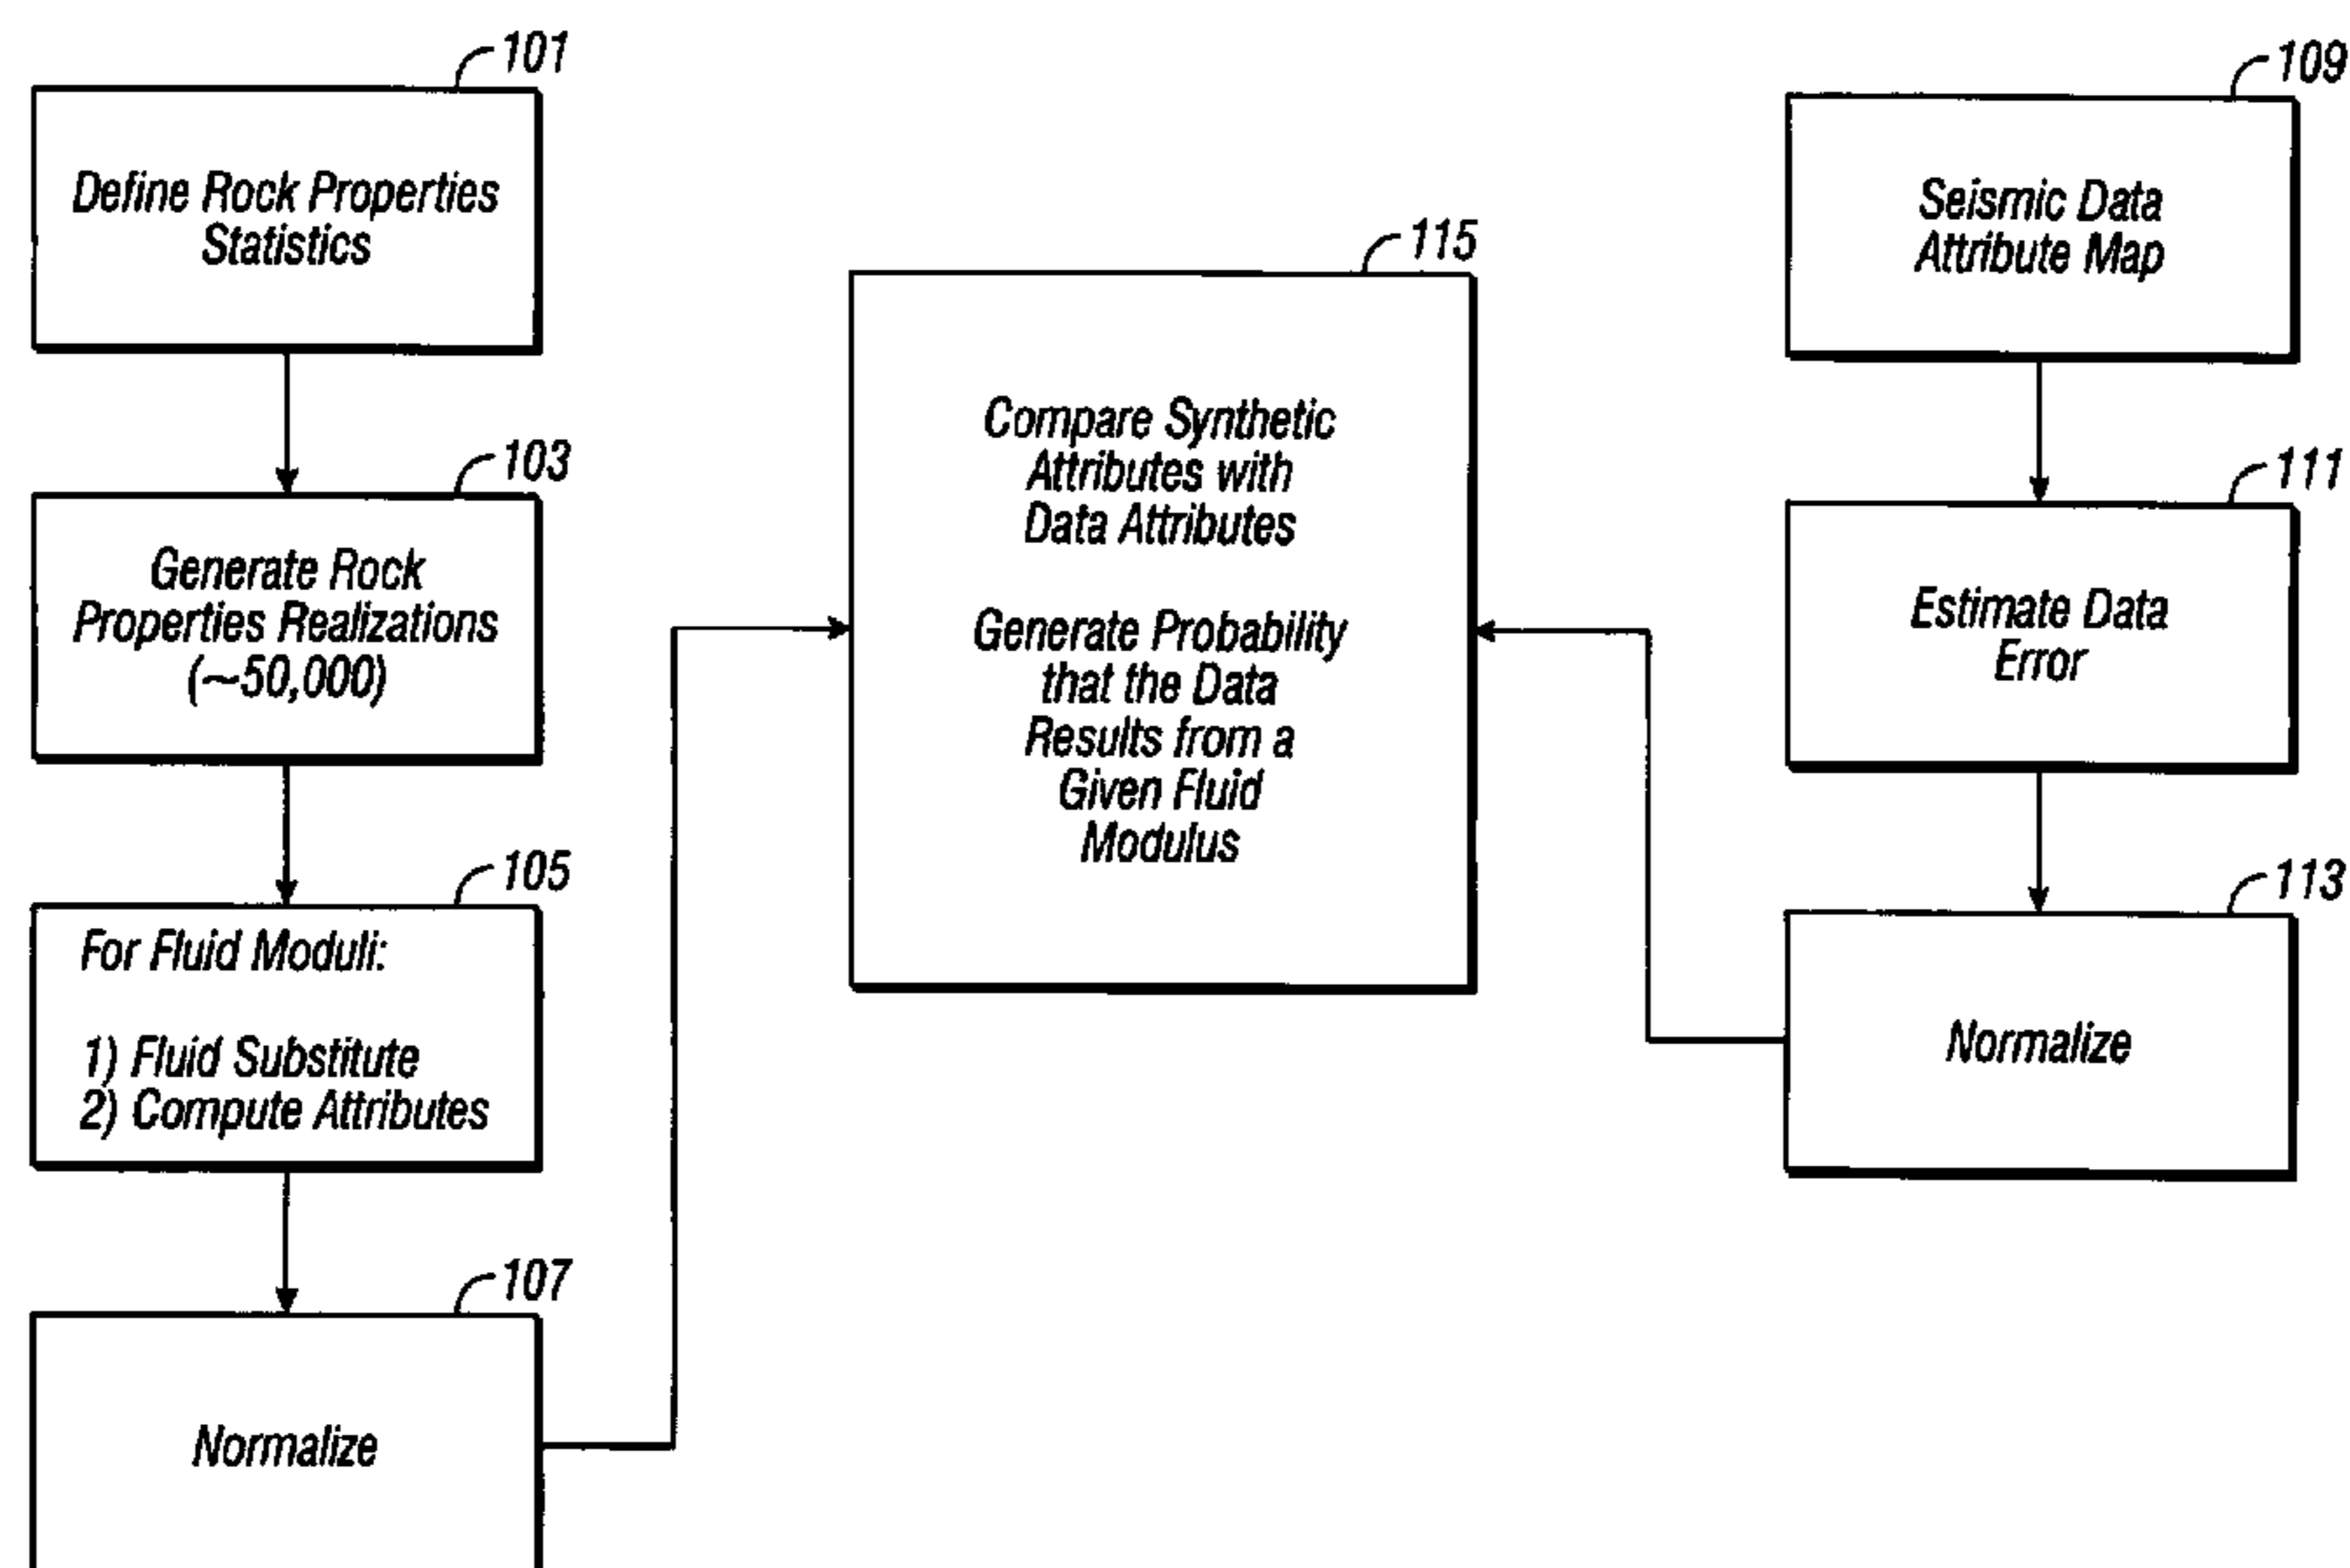 101
Define Rock Properties
Statistics
103
Generate Rock
Properties Realizations
(~50,000)
105
For Fluid Moduli:
1) Fluid Substitute
2) Compute Attributes
107
Normalize
115
Compare Synthetic
Attributes with
Data Attributes
Generate Probability
that the Data
Results from a
Given Fluid
Modulus
109
Seismic Data
Attribute Map
111
Estimate Data
Error
113
Normalize